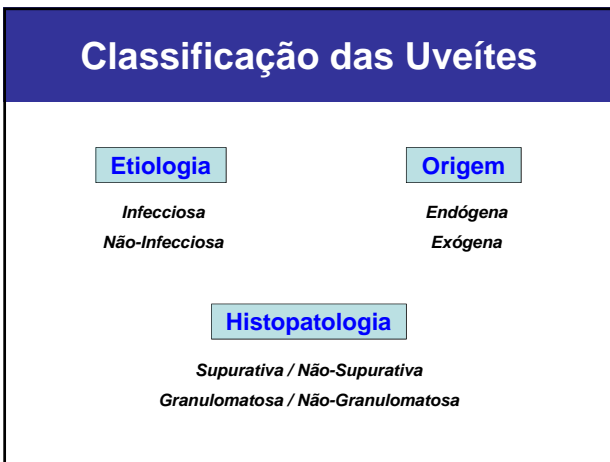 Classificação das Uveítes
Etiologia
Infecciosa
Não-Infecciosa
Origem
Endógena
Exógena
Histopatologia
Supurativa / Não-Supurativa
Granulomatosa / Não-Granulomatosa